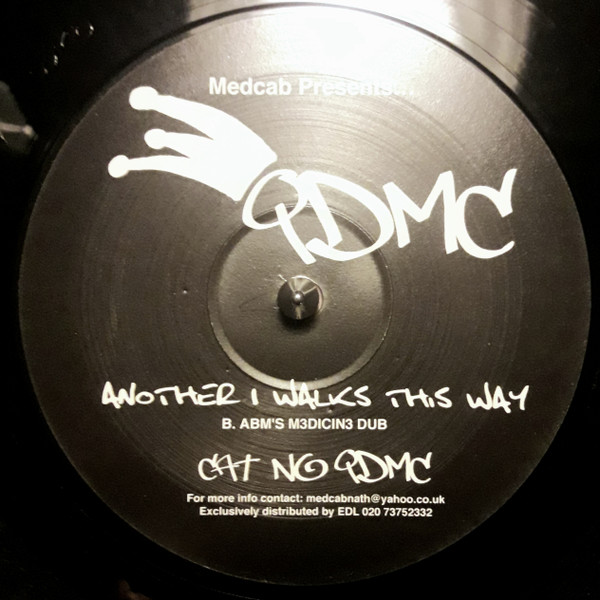 Medcab Presents...
QDMC
ANOTHER 1 WALKS THIS WAY
B. ABM'S M3DICIN3 DUB
CAT NO QDMC
For more info contact: medcabnath@yahoo.co.uk
Exclusively distributed by EDL 020 73752332